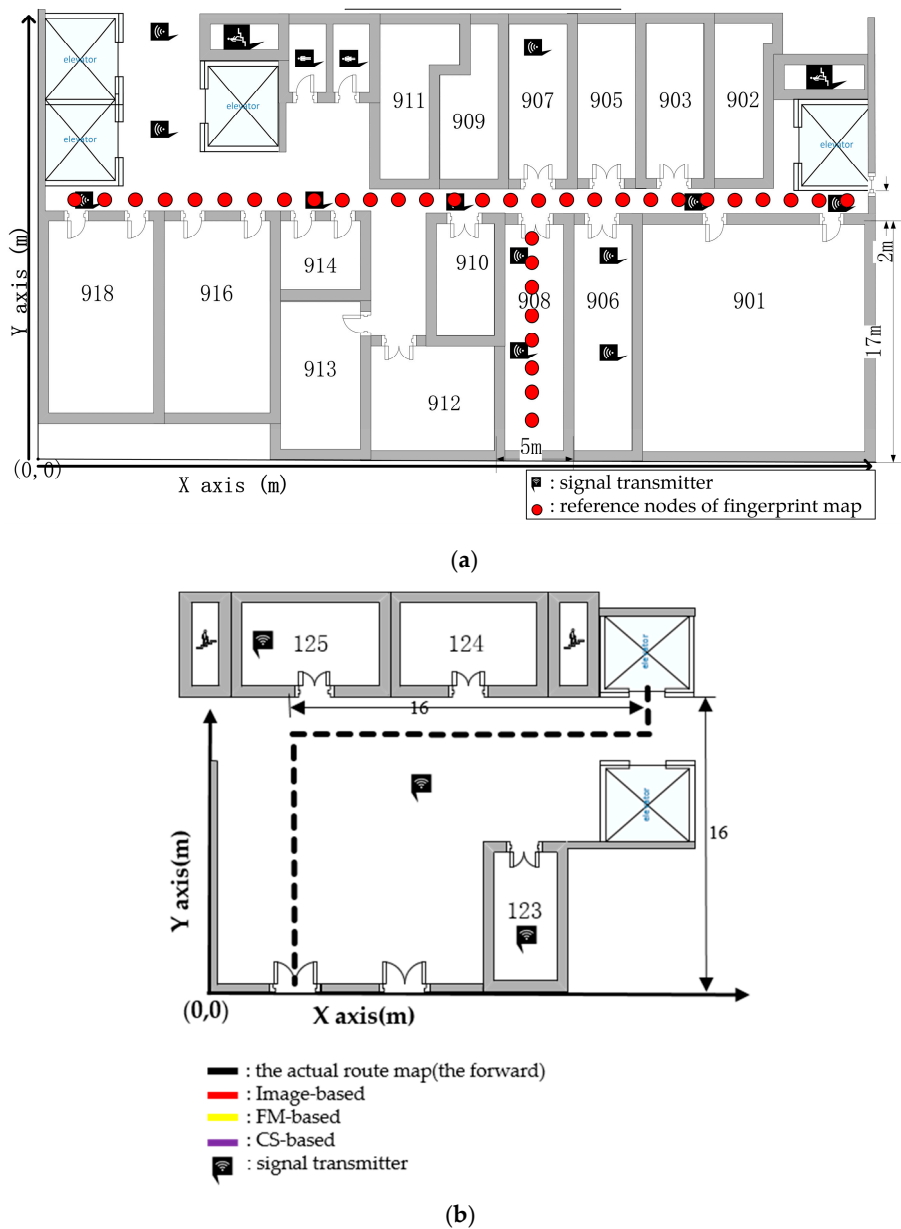 elevator
elevator
elevator
elevator
911
909
907
905
903
902
918
916
914
910
908
906
901
913
912
2m
17m
5m
Y axis (m)
(0,0)
X axis (m)
: signal transmitter
: reference nodes of fingerprint map
(a)
125
124
elevator
16
elevator
16
123
Y axis(m)
(0,0)
X axis(m)
: the actual route map(the forward)
: Image-based
: FM-based
: CS-based
: signal transmitter
(b)